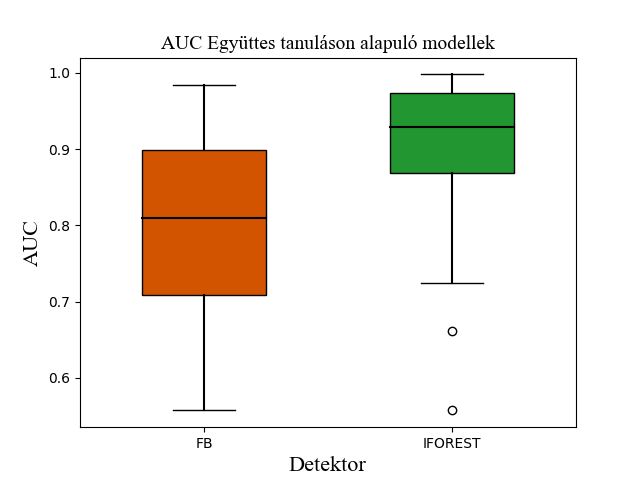 AUC Együttes tanuláson alapuló modellek
1.0
0.9
0.8
0.7
0.6
AUC
FB
IFOREST
Detektor